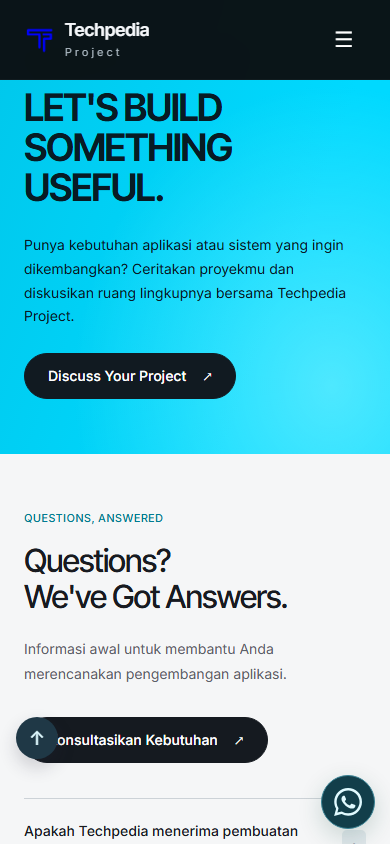 Techpedia
Project
LET'S BUILD
SOMETHING
USEFUL.
Punya kebutuhan aplikasi atau sistem yang ingin
dikembangkan? Ceritakan proyekmu dan
diskusikan ruang lingkupnya bersama Techpedia
Project.
Discuss Your Project ↗
QUESTIONS, ANSWERED
Questions?
We've Got Answers.
Informasi awal untuk membantu Anda
merencanakan pengembangan aplikasi.
onsultasikan Kebutuhan ↗
Apakah Techpedia menerima pembuatan